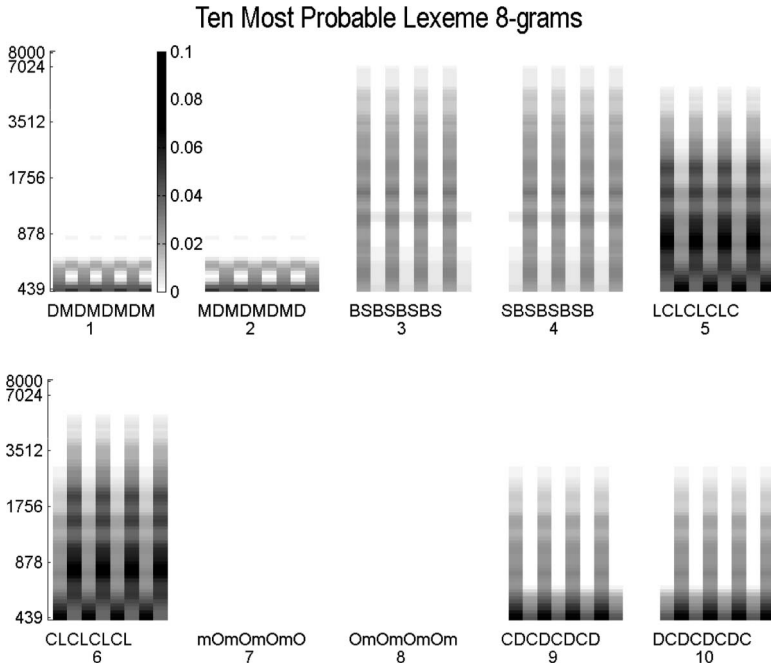 Ten Most Probable Lexeme 8-grams
8000
7024
3512
1756
878
439
0.1
0.08
0.06
0.04
0.02
0
DMDMDMDM
1
MDMDMDMD
2
BSBSBSBS
3
SBSBSBSB
4
LCLCLCLC
5
8000
7024
3512
1756
878
439
CLCLCLCL
6
mOmOmOmO
7
OmOmOmOm
8
CDCDCDCD
9
DCDCDCDC
10